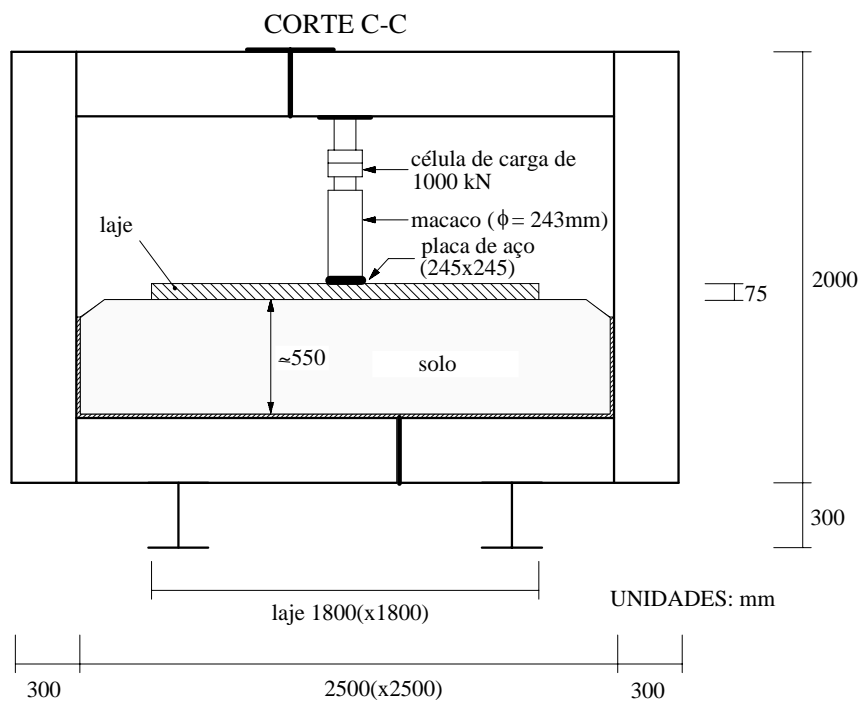 CORTE C-C
célula de carga de
1000 kN
macaco (ϕ = 243mm)
laje
placa de aço
(245x245)
75
2000
≃550
solo
300
laje 1800(x1800)
UNIDADES: mm
300
2500(x2500)
300